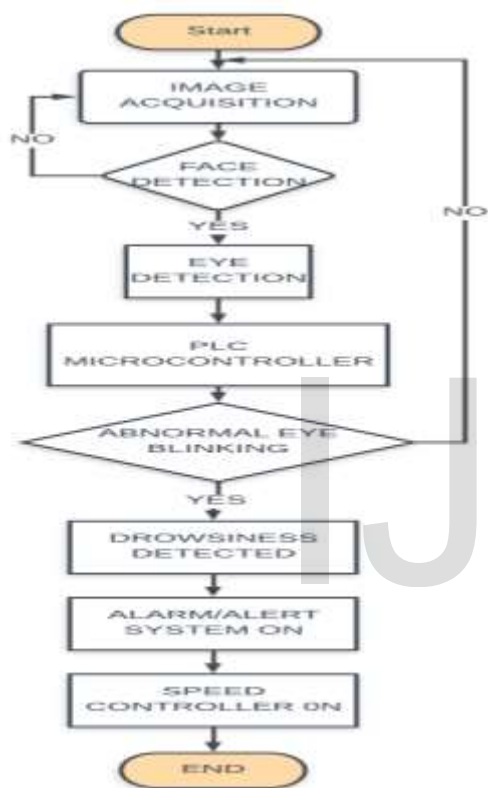 Start
IMAGE
ACQUISITION
NO
FACE
DETECTION
YES
EYE
DETECTION
NO
PLC
MICROCONTROLLER
ABNORMAL EYE
BLINKING
YES
DROWSINESS
DETECTED
ALARM/ALERT
SYSTEM ON
SPEED
CONTROLLER 0N
END
IJ